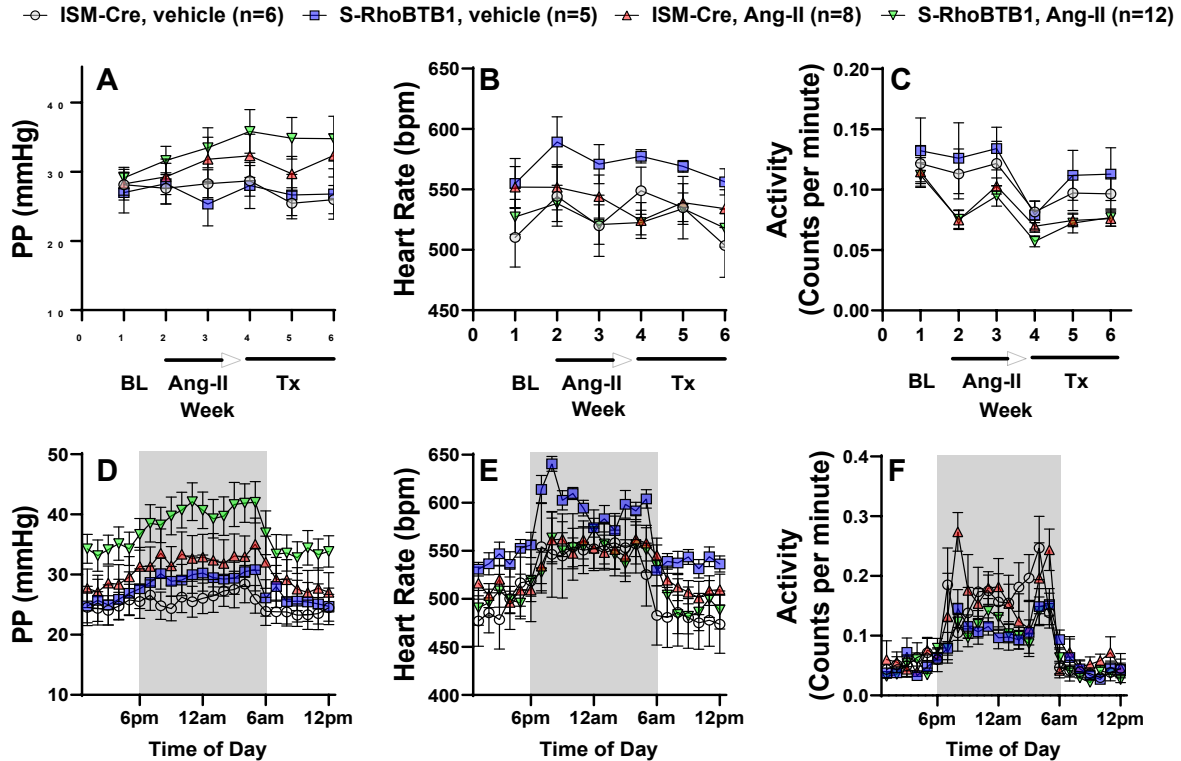 ISM-Cre, vehicle (n=6) S-RhoBTB1, vehicle (n=5) ISM-Cre, Ang-II (n=8) S-RhoBTB1, Ang-II (n=12)
A
PP (mmHg)
40
30
20
10
0 1 2 3 4 5 6
BL Ang-II Tx
Week
B
Heart Rate (bpm)
650
600
550
500
450
0 1 2 3 4 5 6
BL Ang-II Tx
Week
C
Activity
(Counts per minute)
0.20
0.15
0.10
0.05
0.00
0 1 2 3 4 5 6
BL Ang-II Tx
Week
D
PP (mmHg)
50
40
30
20
10
6pm 12am 6am 12pm
Time of Day
E
Heart Rate (bpm)
650
600
550
500
450
400
6pm 12am 6am 12pm
Time of Day
F
Activity
(Counts per minute)
0.4
0.3
0.2
0.1
0.0
6pm 12am 6am 12pm
Time of Day